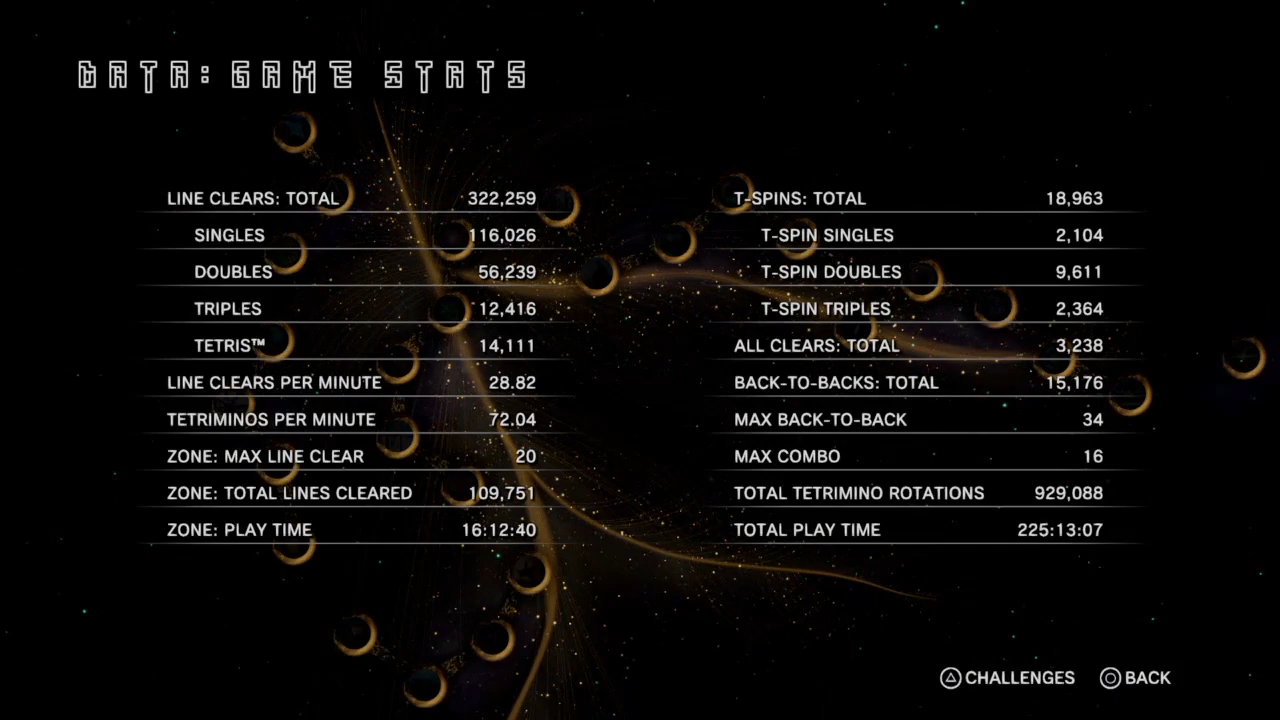 DATA: GAME STATS
LINE CLEARS: TOTAL 322,259
SINGLES 116,026
DOUBLES 56,239
TRIPLES 12,416
TETRIS™ 14,111
LINE CLEARS PER MINUTE 28.82
TETRIMINOS PER MINUTE 72.04
ZONE: MAX LINE CLEAR 20
ZONE: TOTAL LINES CLEARED 109,751
ZONE: PLAY TIME 16:12:40
T-SPINS: TOTAL 18,963
T-SPIN SINGLES 2,104
T-SPIN DOUBLES 9,611
T-SPIN TRIPLES 2,364
ALL CLEARS: TOTAL 3,238
BACK-TO-BACKS: TOTAL 15,176
MAX BACK-TO-BACK 34
MAX COMBO 16
TOTAL TETRIMINO ROTATIONS 929,088
TOTAL PLAY TIME 225:13:07
CHALLENGES BACK